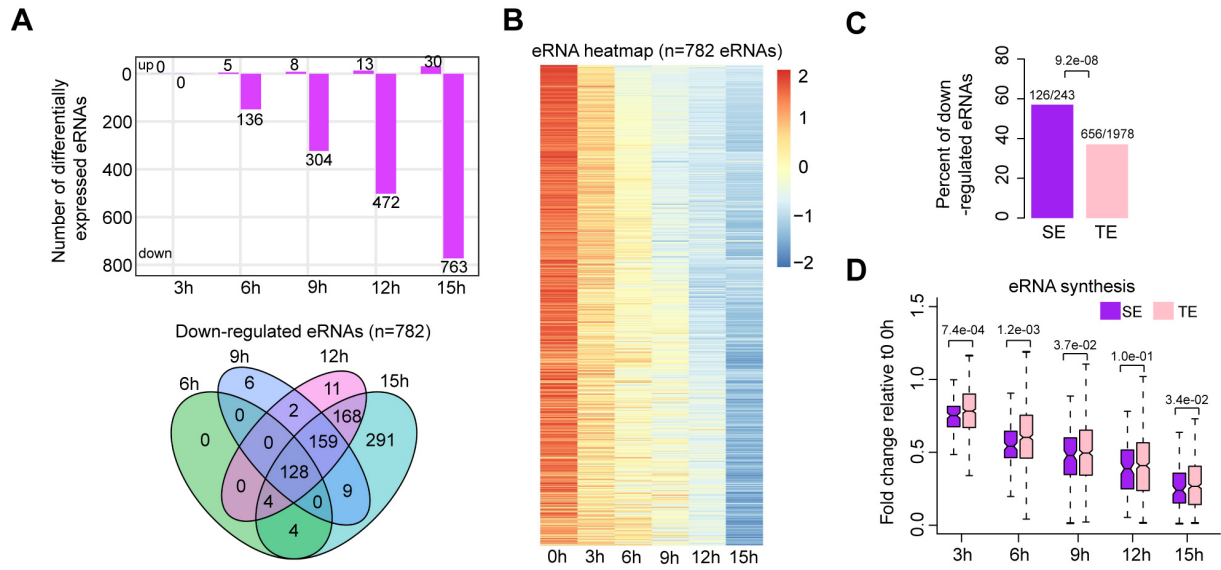 A
up
0
0
5
8
13
30
0
136
304
472
763
200
400
600
800
down
Number of differentially
expressed eRNAs
3h 6h 9h 12h 15h
Down-regulated eRNAs (n=782)
6h 9h 12h 15h
0 6 11 291
0 2 168
0 159
128
0 4 0 9
4
B
eRNA heatmap (n=782 eRNAs)
2
1
0
−1
−2
0h 3h 6h 9h 12h 15h
C
Percent of down
-regulated eRNAs
80
60
40
20
0
9.2e-08
126/243
656/1978
SE TE
D
eRNA synthesis
SE TE
Fold change relative t0 0h
1.5
1.0
0.5
0.0
7.4e-04
1.2e-03
3.7e-02
1.0e-01
3.4e-02
3h 6h 9h 12h 15h